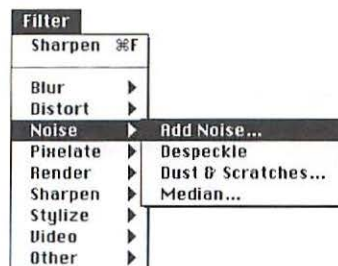 Filter
Sharpen ⌘F
Blur
Distort
Noise
Pixelate
Render
Sharpen
Stylize
Video
Other
Add Noise...
Despeckle
Dust & Scratches...
Median...